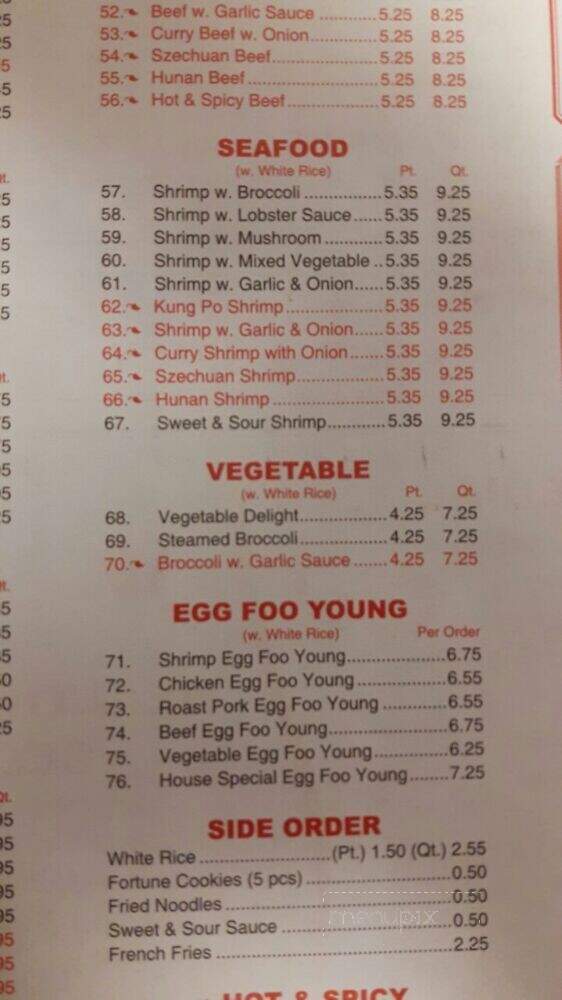 52. Beef w. Garlic Sauce ..............5.25 8.25
53. Curry Beef w. Onion................5.25 8.25
54. Szechuan Beef.........................5.25 8.25
55. Hunan Beef..............................5.25 8.25
56. Hot & Spicy Beef......................5.25 8.25
SEAFOOD
(w. White Rice) Pt. Qt.
57. Shrimp w. Broccoli ..................5.35 9.25
58. Shrimp w. Lobster Sauce......5.35 9.25
59. Shrimp w. Mushroom .............5.35 9.25
60. Shrimp w. Mixed Vegetable ..5.35 9.25
61. Shrimp w. Garlic & Onion......5.35 9.25
62. Kung Po Shrimp......................5.35 9.25
63. Shrimp w. Garlic & Onion......5.35 9.25
64. Curry Shrimp with Onion.......5.35 9.25
65. Szechuan Shrimp...................5.35 9.25
66. Hunan Shrimp ........................5.35 9.25
67. Sweet & Sour Shrimp............5.35 9.25
VEGETABLE
(w. White Rice) Pt. Qt.
68. Vegetable Delight..................4.25 7.25
69. Steamed Broccoli..................4.25 7.25
70. Broccoli w. Garlic Sauce .......4.25 7.25
EGG FOO YOUNG
(w. White Rice) Per Order
71. Shrimp Egg Foo Young....................6.75
72. Chicken Egg Foo Young ..................6.55
73. Roast Pork Egg Foo Young .............6.55
74. Beef Egg Foo Young........................6.75
75. Vegetable Egg Foo Young...............6.25
76. House Special Egg Foo Young........7.25
SIDE ORDER
White Rice ...........................(Pt.) 1.50 (Qt.) 2.55
Fortune Cookies (5 pcs) .............................0.50
Fried Noodles ..............................................0.50
Sweet & Sour Sauce ...................................0.50
French Fries ................................................2.25
HOT & SPICY
menupix